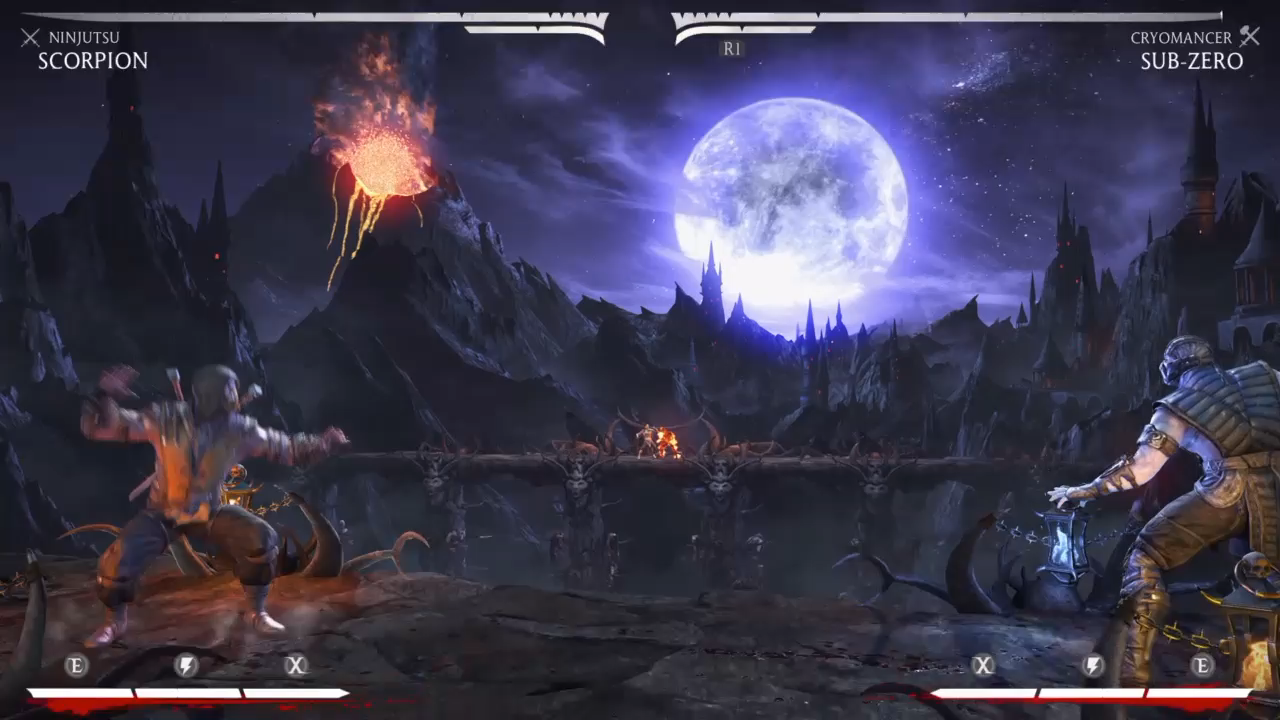 NINJUTSU
SCORPION
R1
CRYOMANCER
SUB-ZERO
E
X
X
E